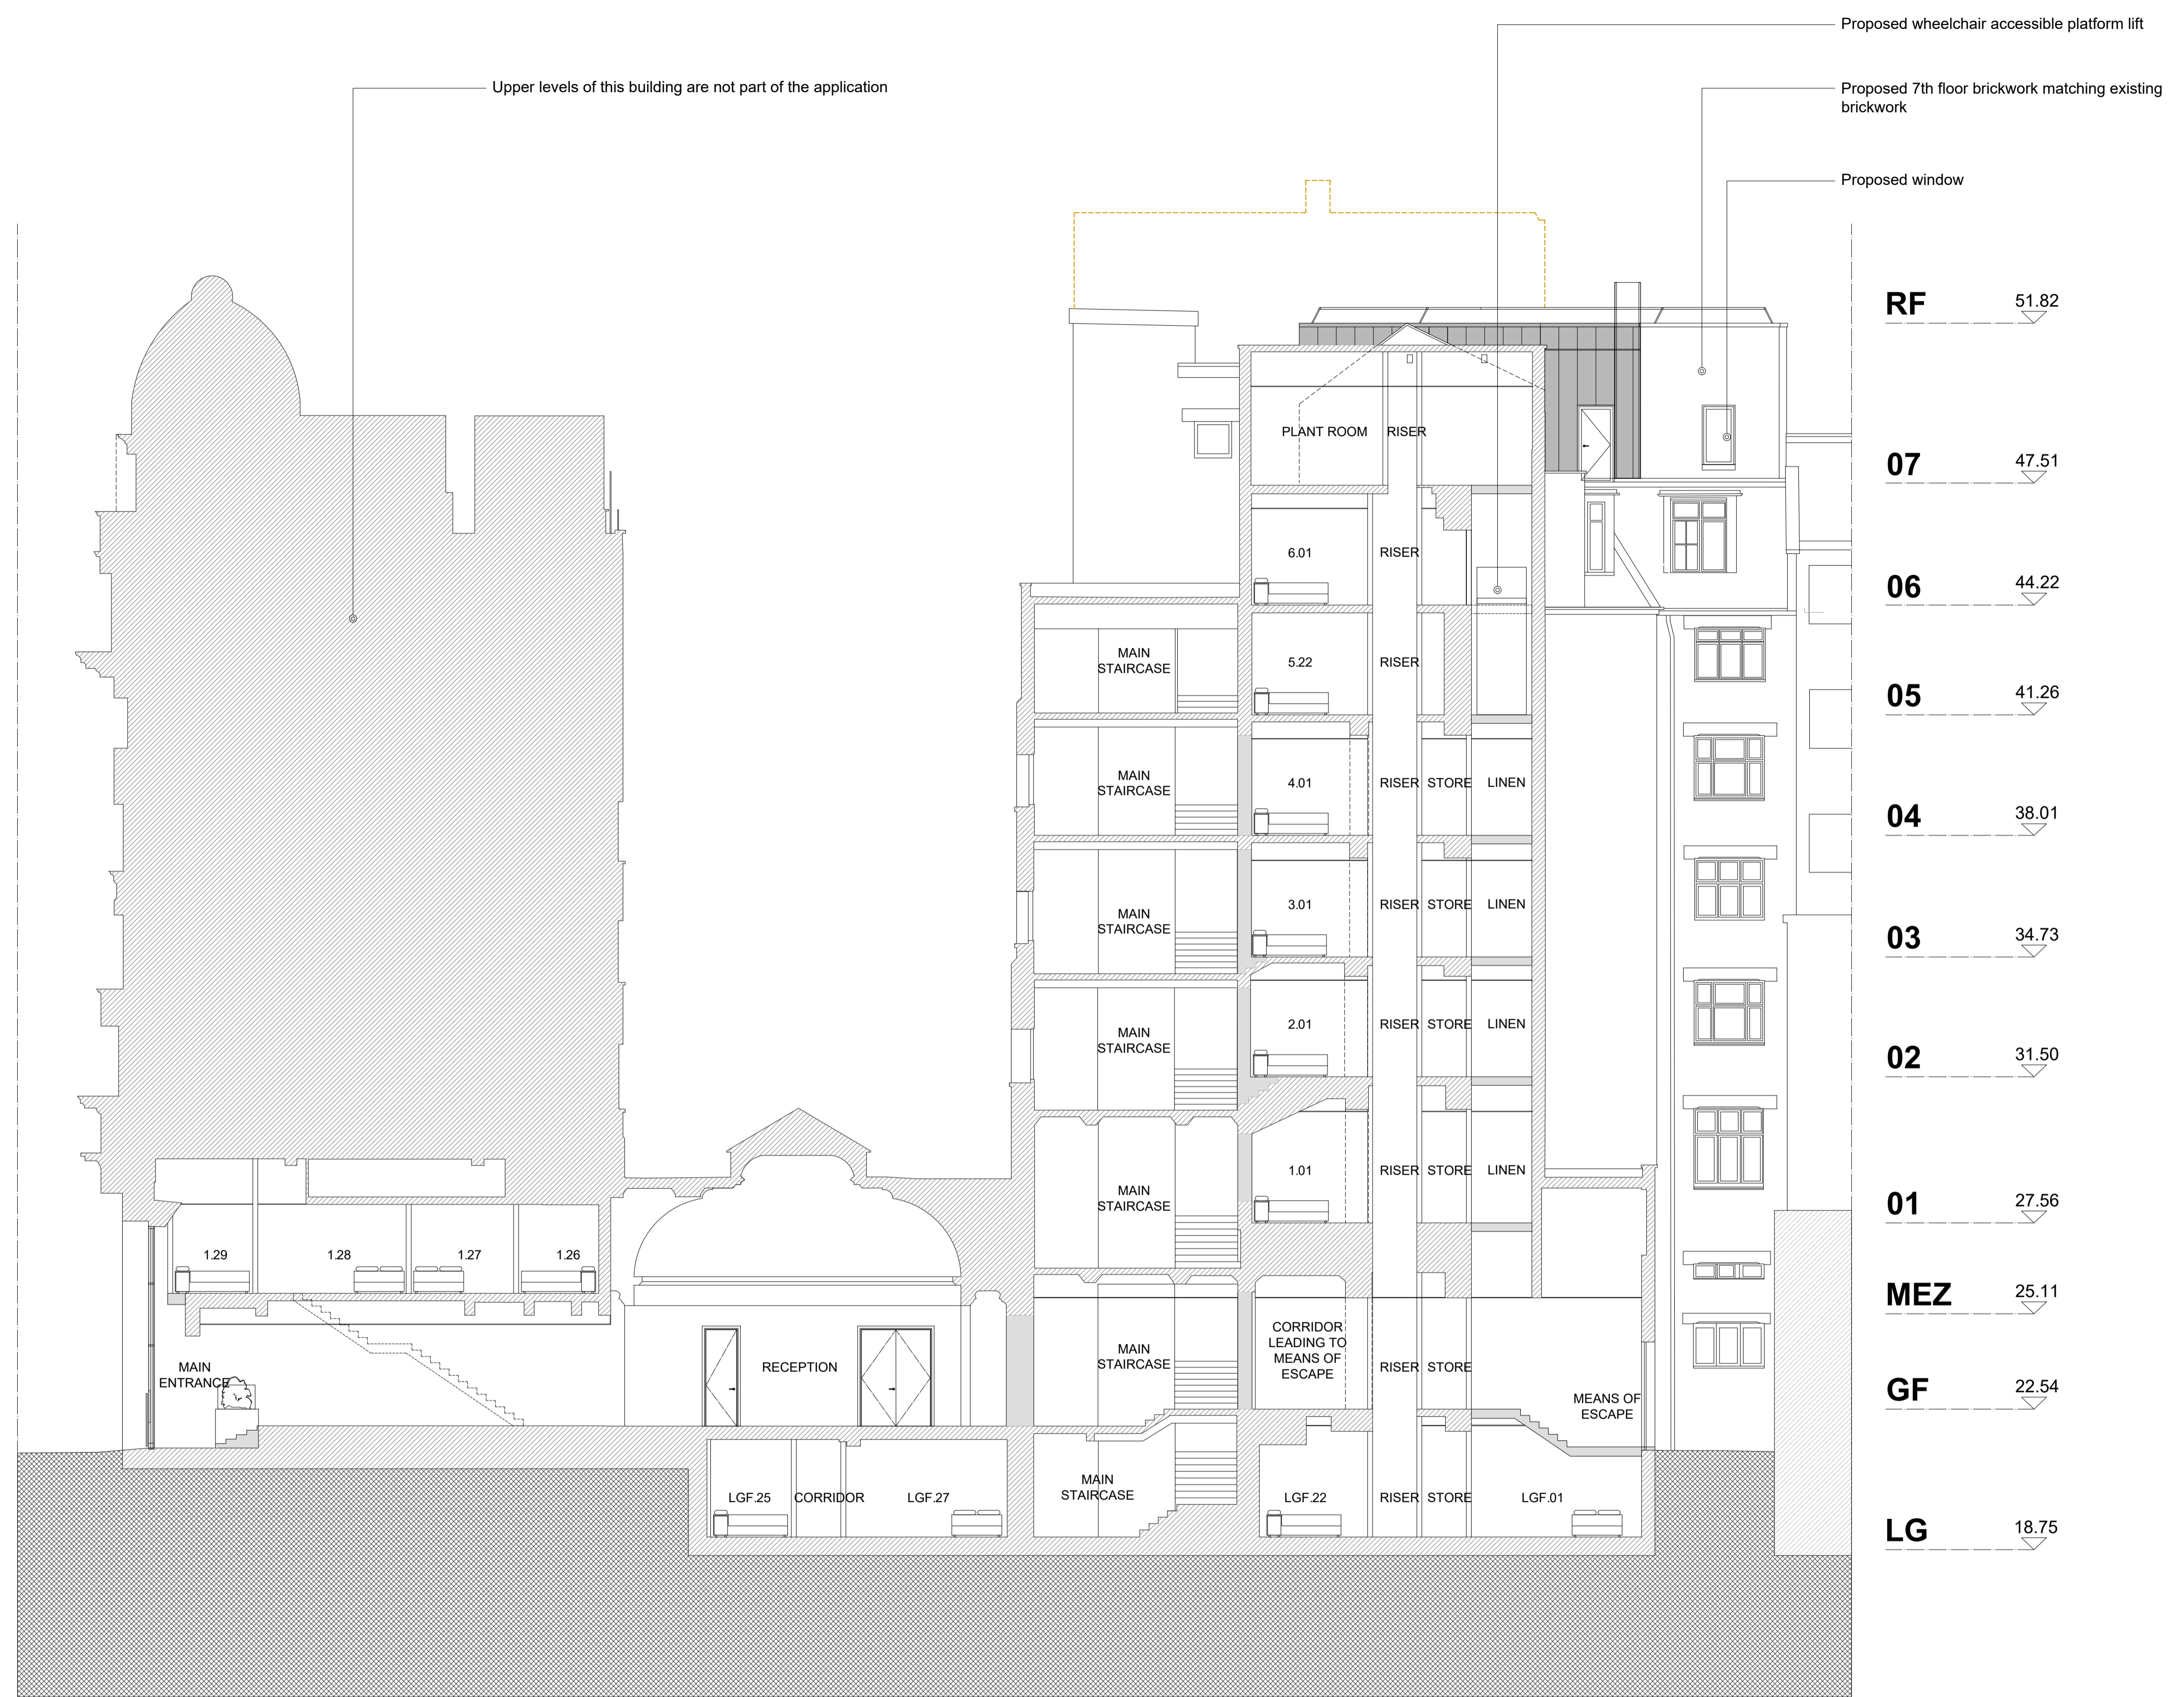 Proposed wheelchair accessible platform lift
Upper levels of this building are not part of the application
Proposed 7th floor brickwork matching existing
brickwork
Proposed window
RF 51.82
PLANT ROOM RISER
07 47.51
6.01 RISER
06 44.22
MAIN
STAIRCASE
5.22 RISER
05 41.26
MAIN
STAIRCASE
4.01 RISER STORE LINEN
04 38.01
MAIN
STAIRCASE
3.01 RISER STORE LINEN
03 34.73
MAIN
STAIRCASE
2.01 RISER STORE LINEN
02 31.50
MAIN
STAIRCASE
1.01 RISER STORE LINEN
01 27.56
1.29 1.28 1.27 1.26
MEZ 25.11
MAIN
ENTRANCE
RECEPTION
MAIN
STAIRCASE
CORRIDOR
LEADING TO
MEANS OF
ESCAPE
RISER STORE
MEANS OF
ESCAPE
GF 22.54
LGF.25 CORRIDOR LGF.27
MAIN
STAIRCASE
LGF.22 RISER STORE LGF.01
LG 18.75